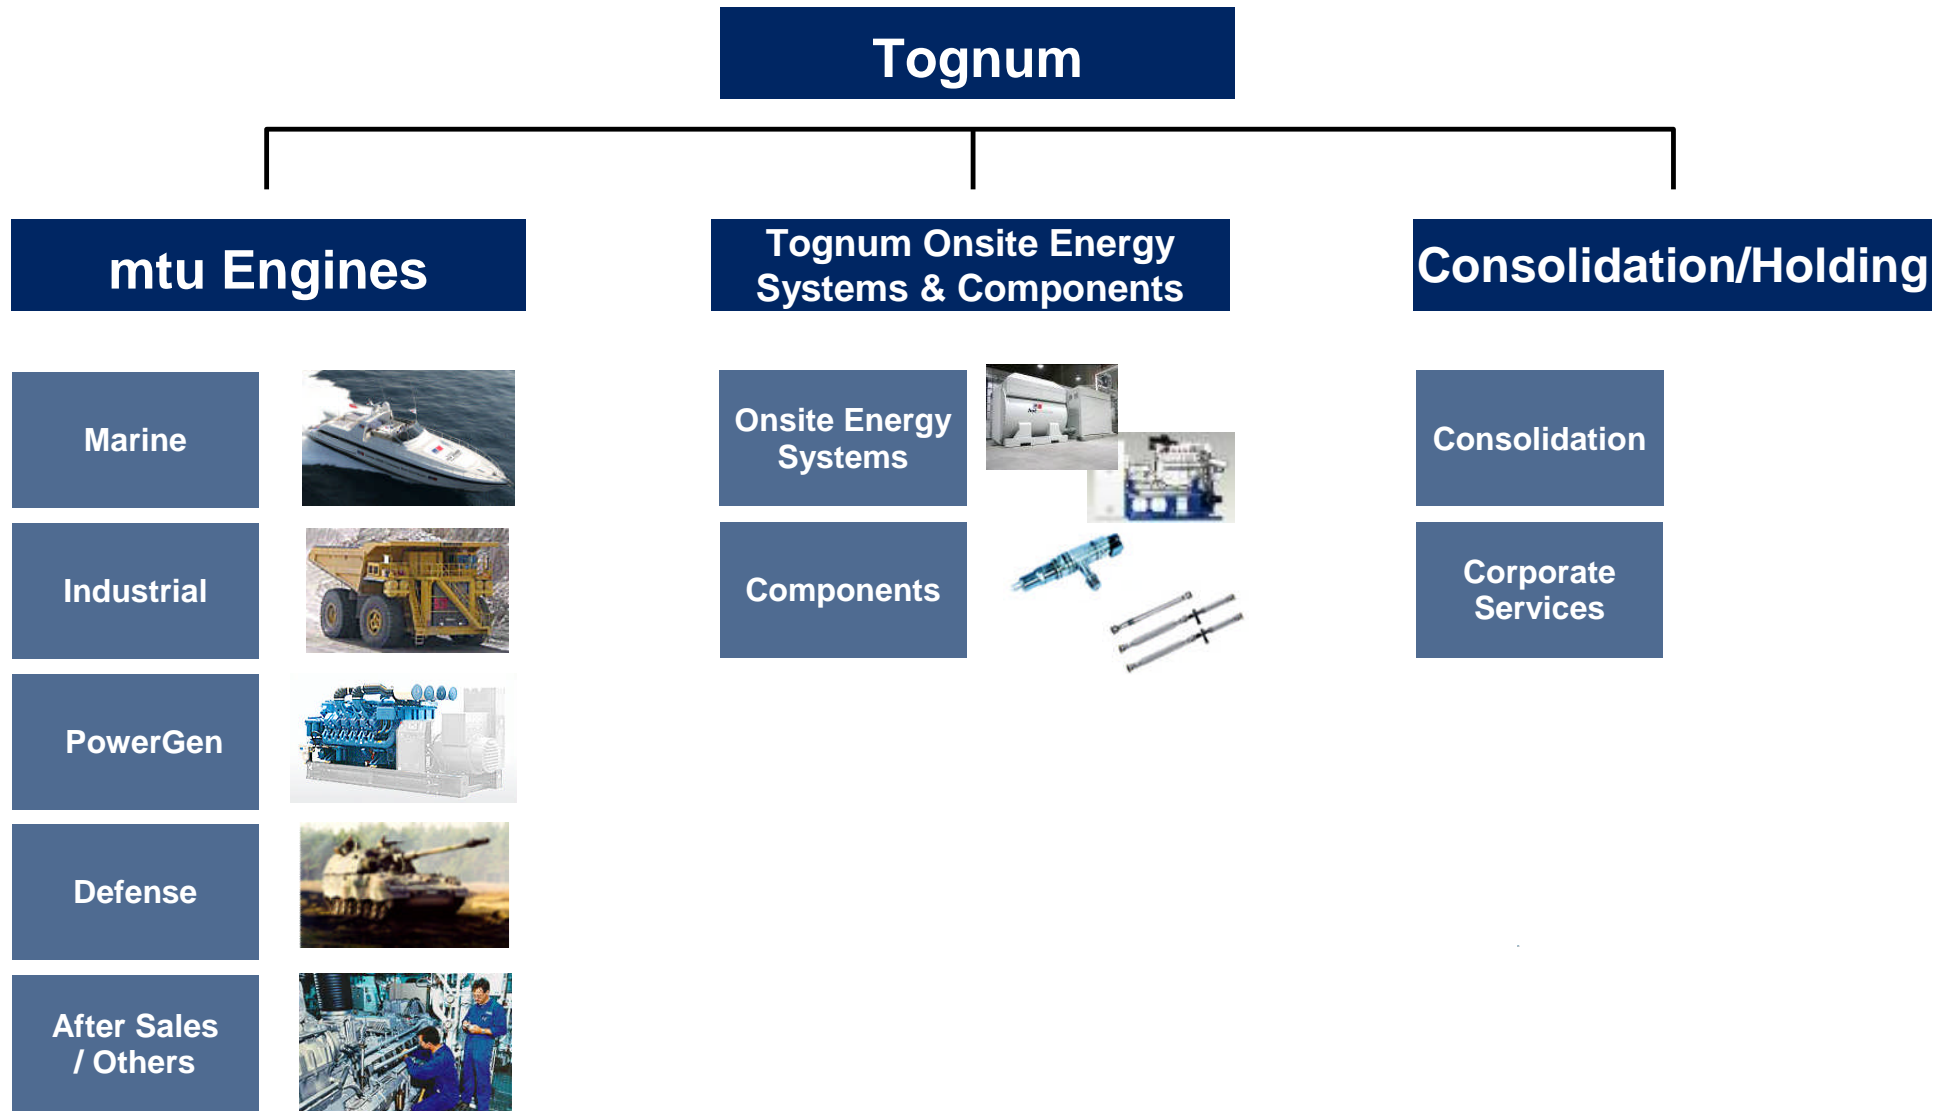 Tognum
mtu Engines
Tognum Onsite Energy
Systems & Components
Consolidation/Holding
Marine
Industrial
PowerGen
Defense
After Sales
/ Others
Onsite Energy
Systems
Components
Consolidation
Corporate
Services